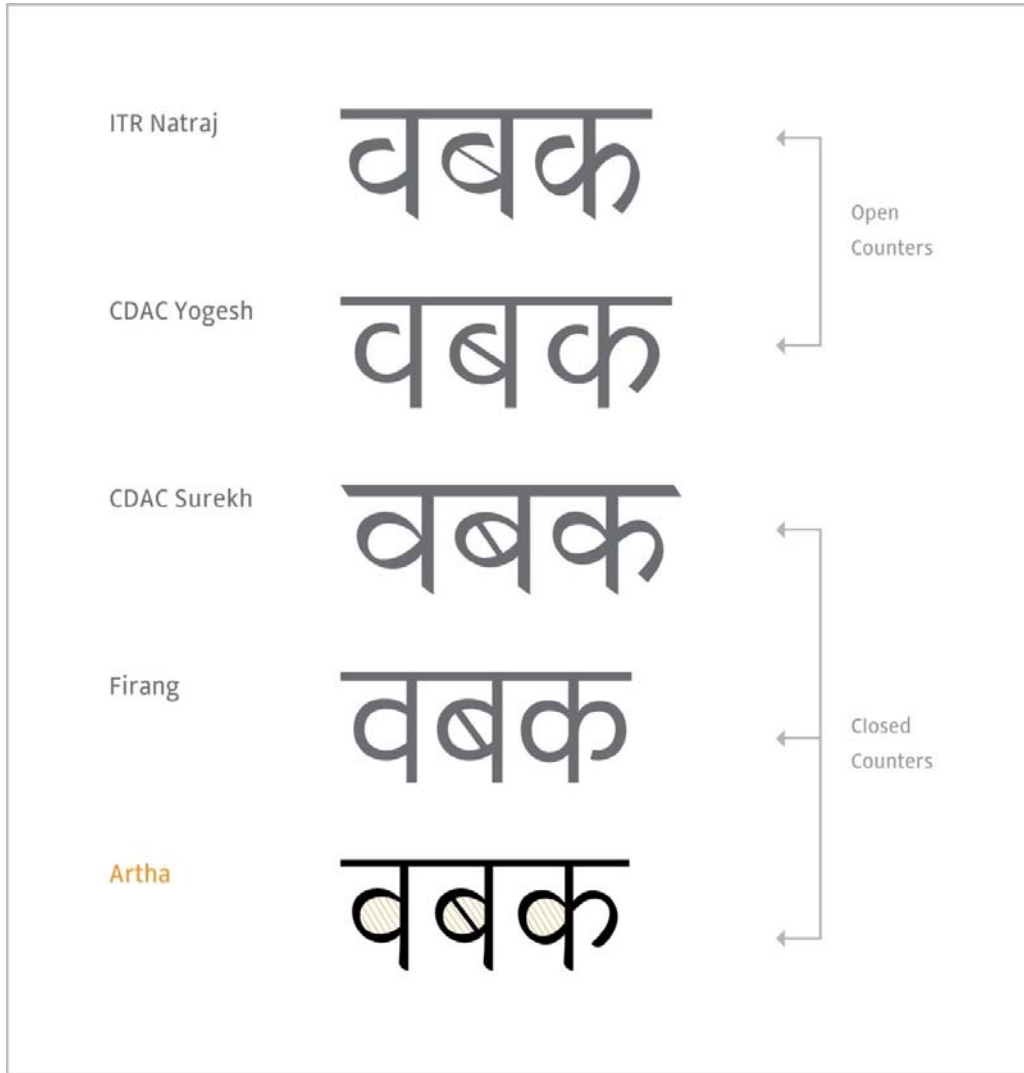 ITR Natraj
वबक
Open
Counters
CDAC Yogesh
वबक
CDAC Surekh
वबक
Firang
वबक
Closed
Counters
Artha
वबक